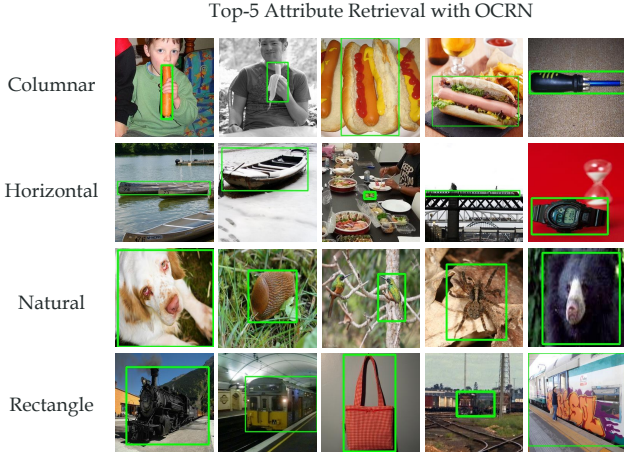 Top-5 Attribute Retrieval with OCRN
Columnar
Horizontal
Natural
Rectangle